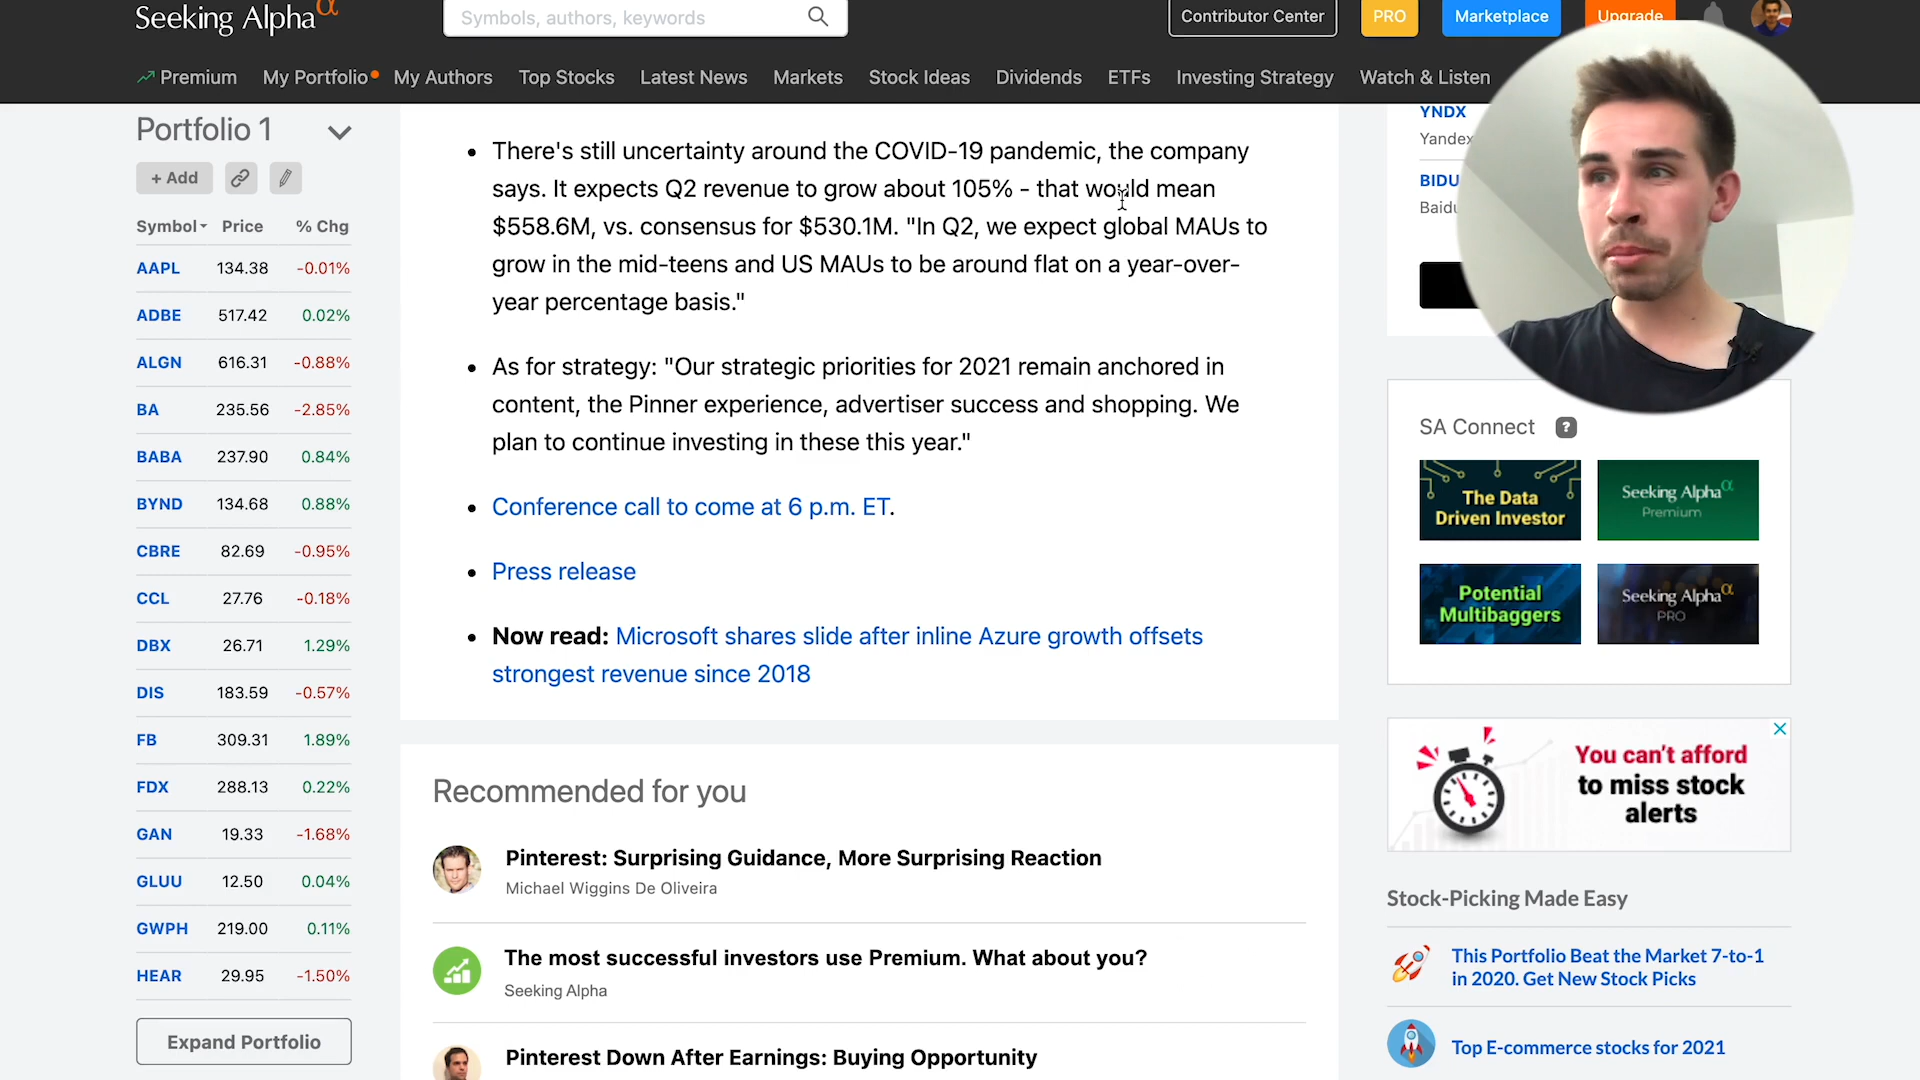 Seeking Alpha α
Symbols, authors, keywords
Contributor Center
PRO
Marketplace
Upgrade
Premium
My Portfolio
My Authors
Top Stocks
Latest News
Markets
Stock Ideas
Dividends
ETFs
Investing Strategy
Watch & Listen
Portfolio 1
+ Add
Symbol Price % Chg
AAPL 134.38 -0.01%
ADBE 517.42 0.02%
ALGN 616.31 -0.88%
BA 235.56 -2.85%
BABA 237.90 0.84%
BYND 134.68 0.88%
CBRE 82.69 -0.95%
CCL 27.76 -0.18%
DBX 26.71 1.29%
DIS 183.59 -0.57%
FB 309.31 1.89%
FDX 288.13 0.22%
GAN 19.33 -1.68%
GLUU 12.50 0.04%
GWPH 219.00 0.11%
HEAR 29.95 -1.50%
Expand Portfolio
• There's still uncertainty around the COVID-19 pandemic, the company
says. It expects Q2 revenue to grow about 105% - that would mean
$558.6M, vs. consensus for $530.1M. "In Q2, we expect global MAUs to
grow in the mid-teens and US MAUs to be around flat on a year-over-
year percentage basis."
• As for strategy: "Our strategic priorities for 2021 remain anchored in
content, the Pinner experience, advertiser success and shopping. We
plan to continue investing in these this year."
• Conference call to come at 6 p.m. ET.
• Press release
• Now read: Microsoft shares slide after inline Azure growth offsets
strongest revenue since 2018
Recommended for you
Pinterest: Surprising Guidance, More Surprising Reaction
Michael Wiggins De Oliveira
The most successful investors use Premium. What about you?
Seeking Alpha
Pinterest Down After Earnings: Buying Opportunity
YNDX
Yandex
BIDU
Baidu
SA Connect ?
The Data
Driven Investor
Seeking Alpha α
Premium
Potential
Multibaggers
Seeking Alpha α
PRO
You can't afford
to miss stock
alerts
Stock-Picking Made Easy
This Portfolio Beat the Market 7-to-1
in 2020. Get New Stock Picks
Top E-commerce stocks for 2021